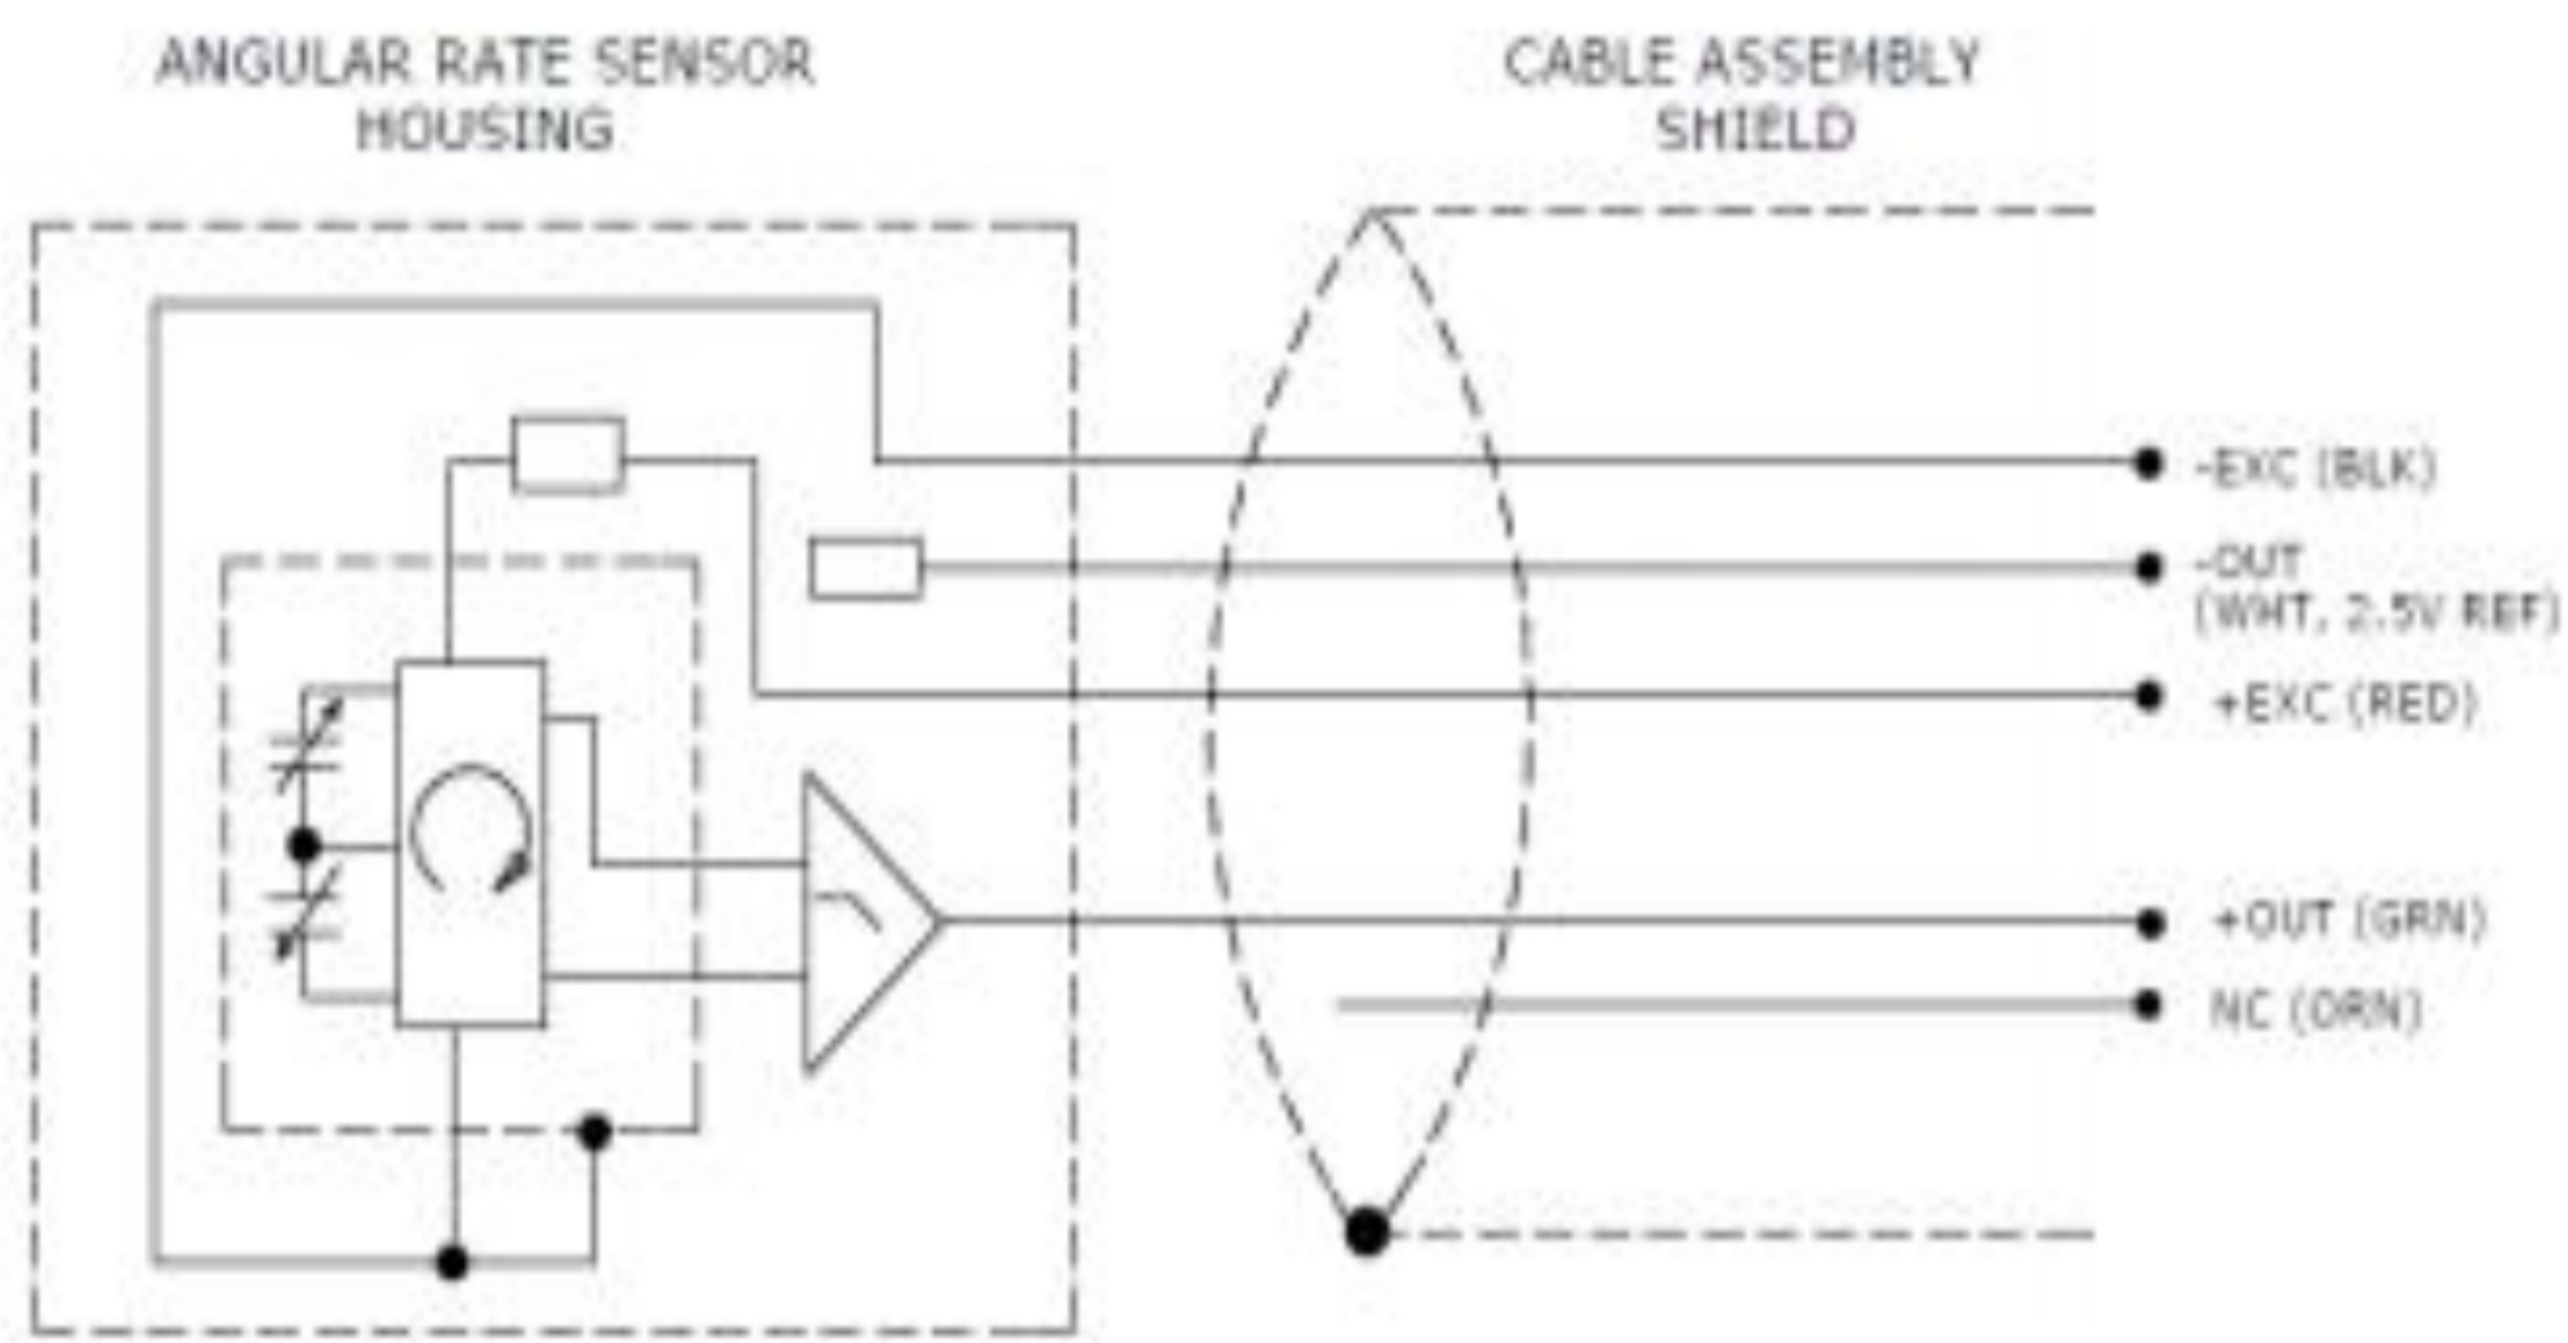 ANGULAR RATE SENSOR
HOUSING
CABLE ASSEMBLY
SHIELD
-EXC (BLK)
-OUT
(WHT, 2.5V REF)
+EXC (RED)
+OUT (GRN)
NC (ORN)